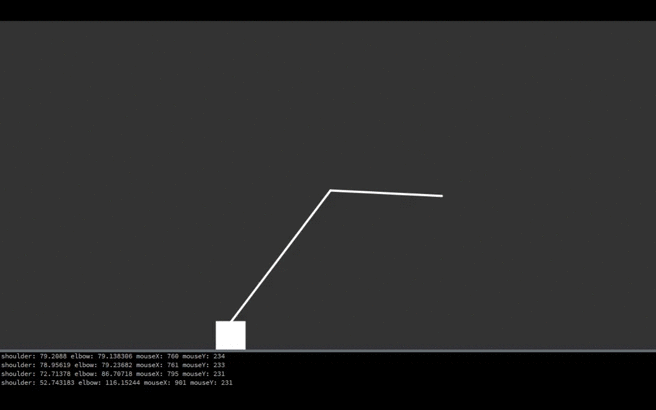 shoulder: 79.2088 elbow: 79.138306 mouseX: 760 mouseY: 234
shoulder: 78.95619 elbow: 79.23682 mouseX: 761 mouseY: 233
shoulder: 72.71378 elbow: 86.70718 mouseX: 795 mouseY: 231
shoulder: 52.743183 elbow: 116.15244 mouseX: 901 mouseY: 231